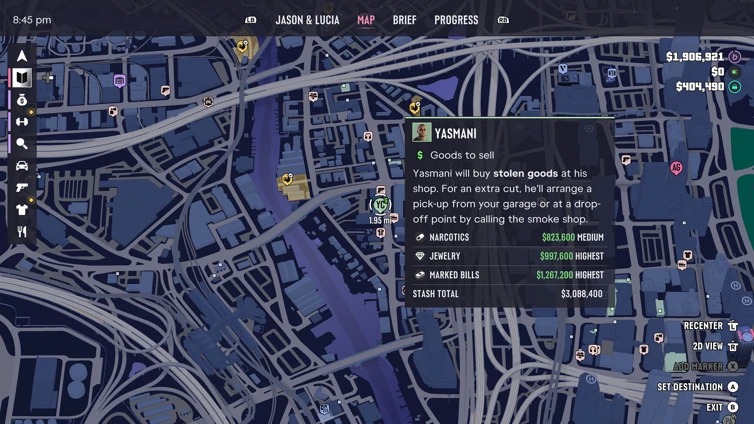 8:45 pm
LB JASON & LUCIA MAP BRIEF PROGRESS RB
$1,906,921
$0
$404,490
YASMANI
$ Goods to sell
Yasmani will buy stolen goods at his
shop. For an extra cut, he'll arrange a
pick-up from your garage or at a drop-
off point by calling the smoke shop.
NARCOTICS $823,600 MEDIUM
JEWELRY $997,600 HIGHEST
MARKED BILLS $1,267,200 HIGHEST
STASH TOTAL $3,088,400
YG
1.95 mi
AG
RECENTER
2D VIEW
ADD MARKER X
SET DESTINATION A
EXIT B